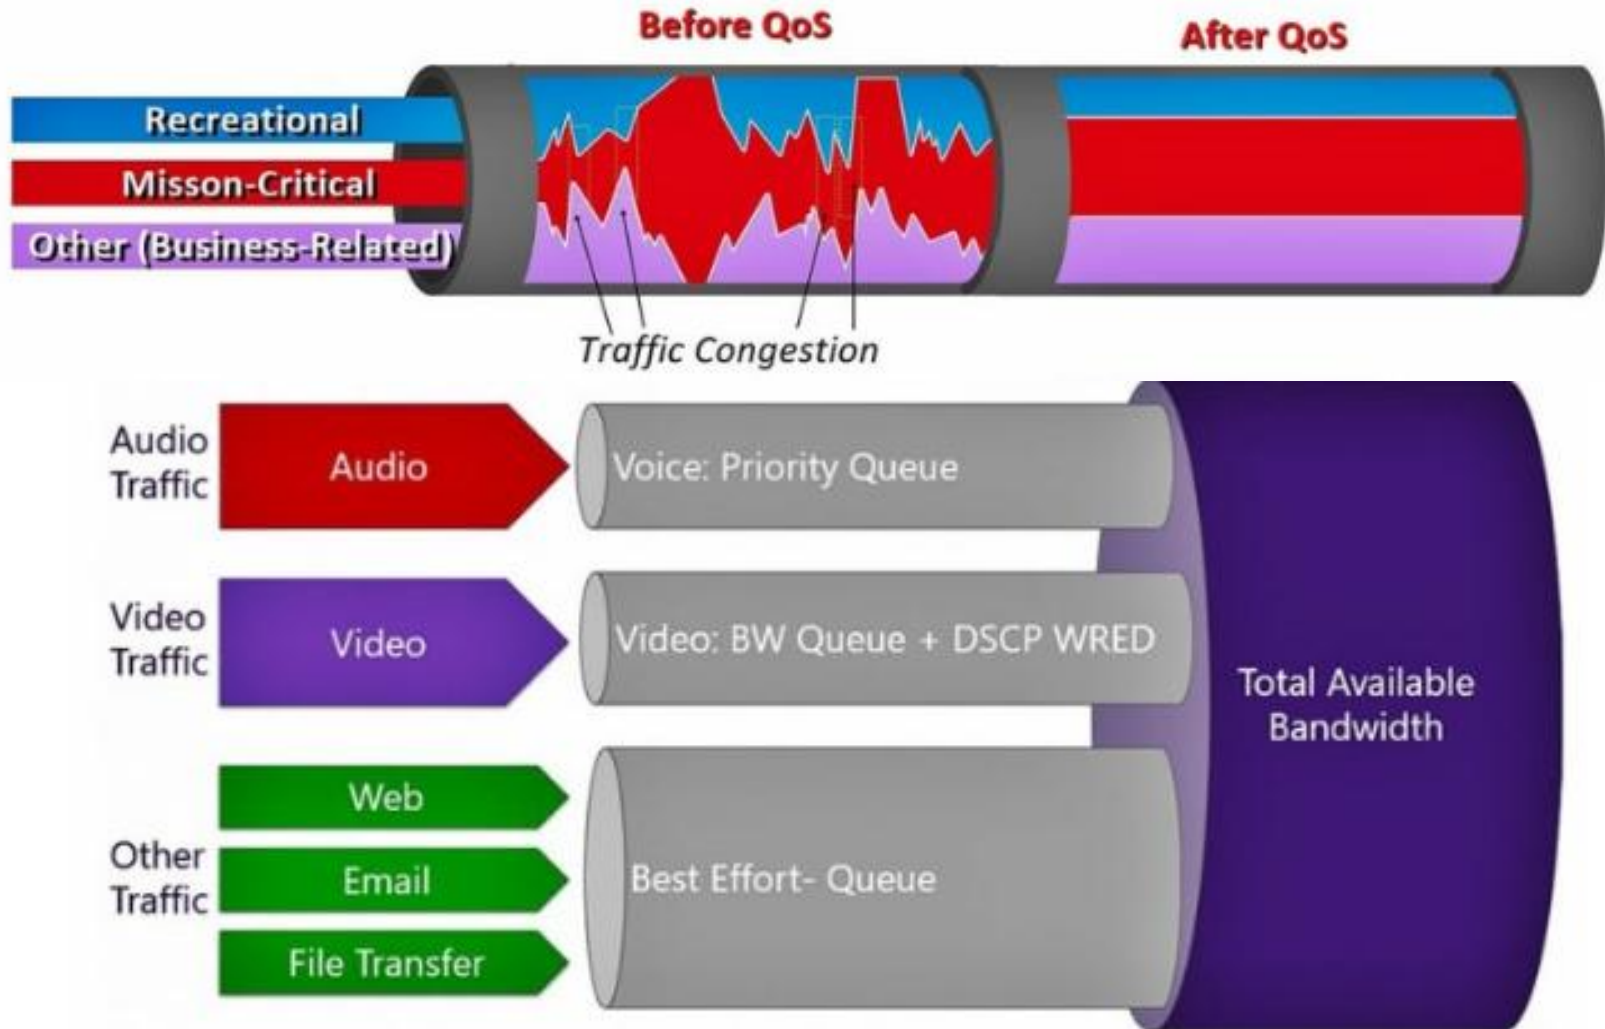 Before QoS
After QoS
Recreational
Misson-Critical
Other (Business-Related)
Traffic Congestion
Audio
Traffic
Audio
Voice: Priority Queue
Video
Traffic
Video
Video: BW Queue + DSCP WRED
Total Available
Bandwidth
Other
Traffic
Web
Email
File Transfer
Best Effort- Queue